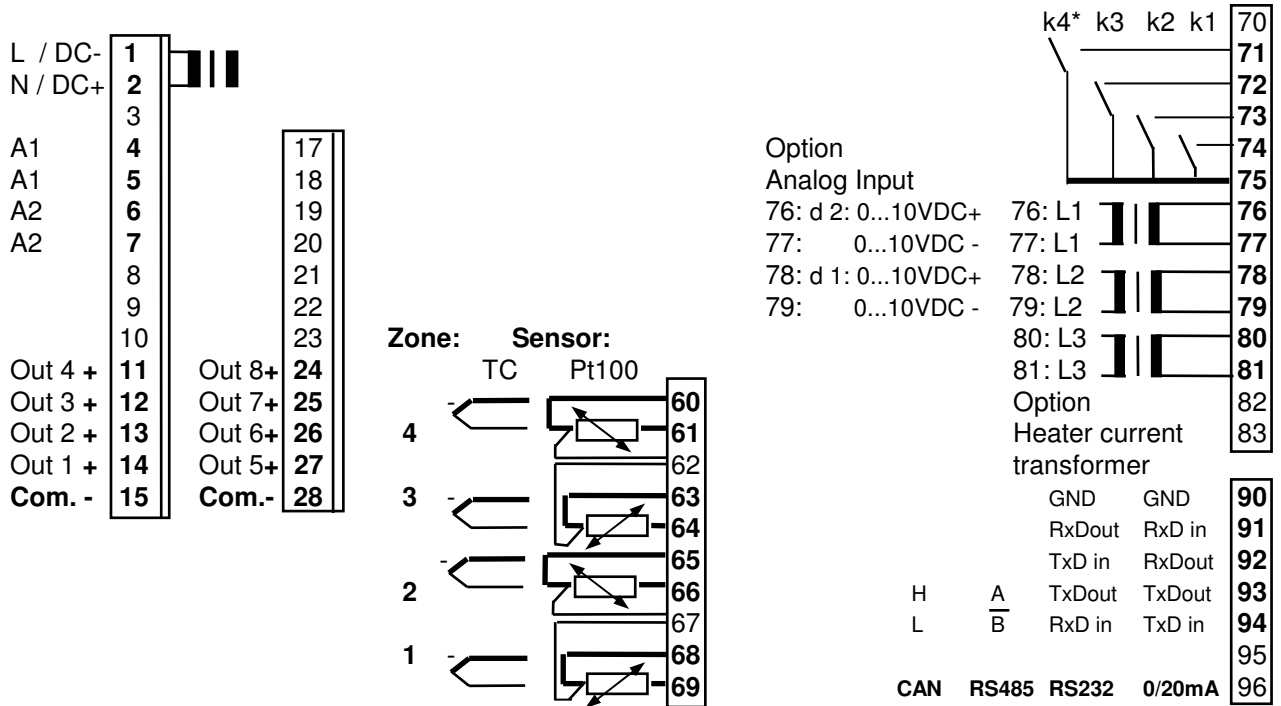 L / DC- 1
N / DC+ 2
3
A1 4
A1 5
A2 6
A2 7
8
9
10
Out 4 + 11
Out 3 + 12
Out 2 + 13
Out 1 + 14
Com. - 15
17
18
19
20
21
22
23
Out 8+ 24
Out 7+ 25
Out 6+ 26
Out 5+ 27
Com.- 28
Zone: Sensor:
TC Pt100
- 60
4 61
62
3 - 63
64
- 65
2 66
67
1 - 68
69
k4* k3 k2 k1 70
71
72
73
74
75
Option
Analog Input
76: d 2: 0...10VDC+ 76: L1 76
77: 0...10VDC - 77: L1 77
78: d 1: 0...10VDC+ 78: L2 78
79: 0...10VDC - 79: L2 79
80: L3 80
81: L3 81
Option 82
Heater current 83
transformer
GND GND 90
RxDout RxD in 91
TxD in RxDout 92
H A TxDout TxDout 93
L B RxD in TxD in 94
95
CAN RS485 RS232 0/20mA 96